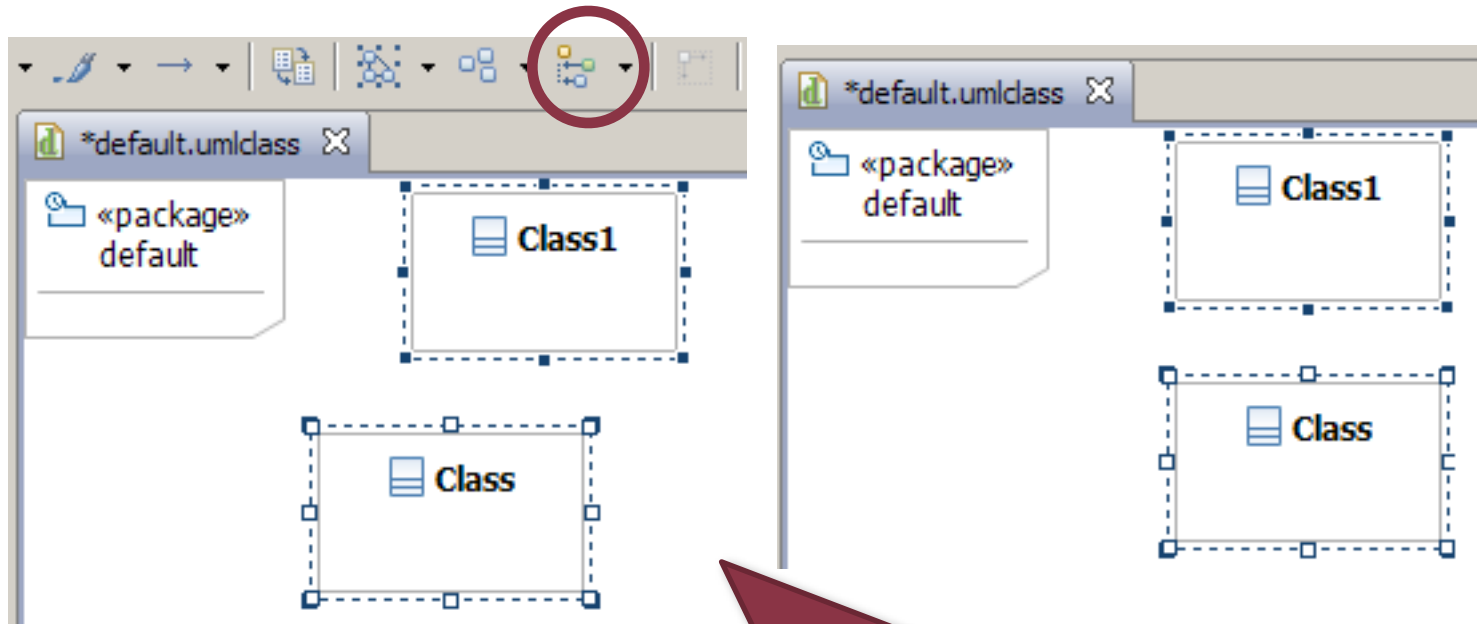 *default.umlclass
«package»
default
Class1
Class
*default.umlclass
«package»
default
Class1
Class